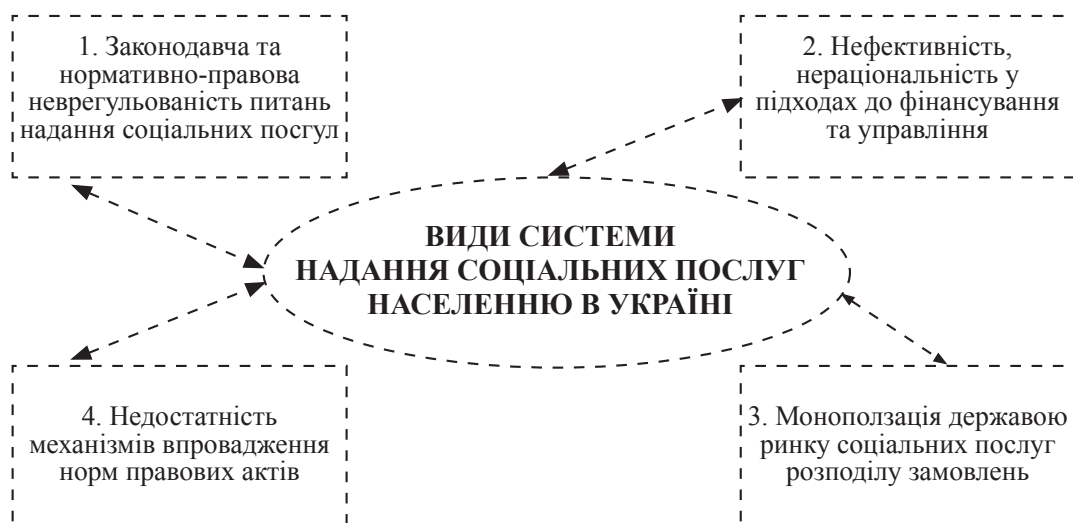 1. Законодавча та
нормативно-правова
неврегульованість питань
надання соціальних посгул
2. Нефективність,
нераціональність у
підходах до фінансування
та управління
ВИДИ СИСТЕМИ
НАДАННЯ СОЦІАЛЬНИХ ПОСЛУГ
НАСЕЛЕННЮ В УКРАЇНІ
4. Недостатність
механізмів впровадження
норм правових актів
3. Моноползація державою
ринку соціальних послуг
розподілу замовлень